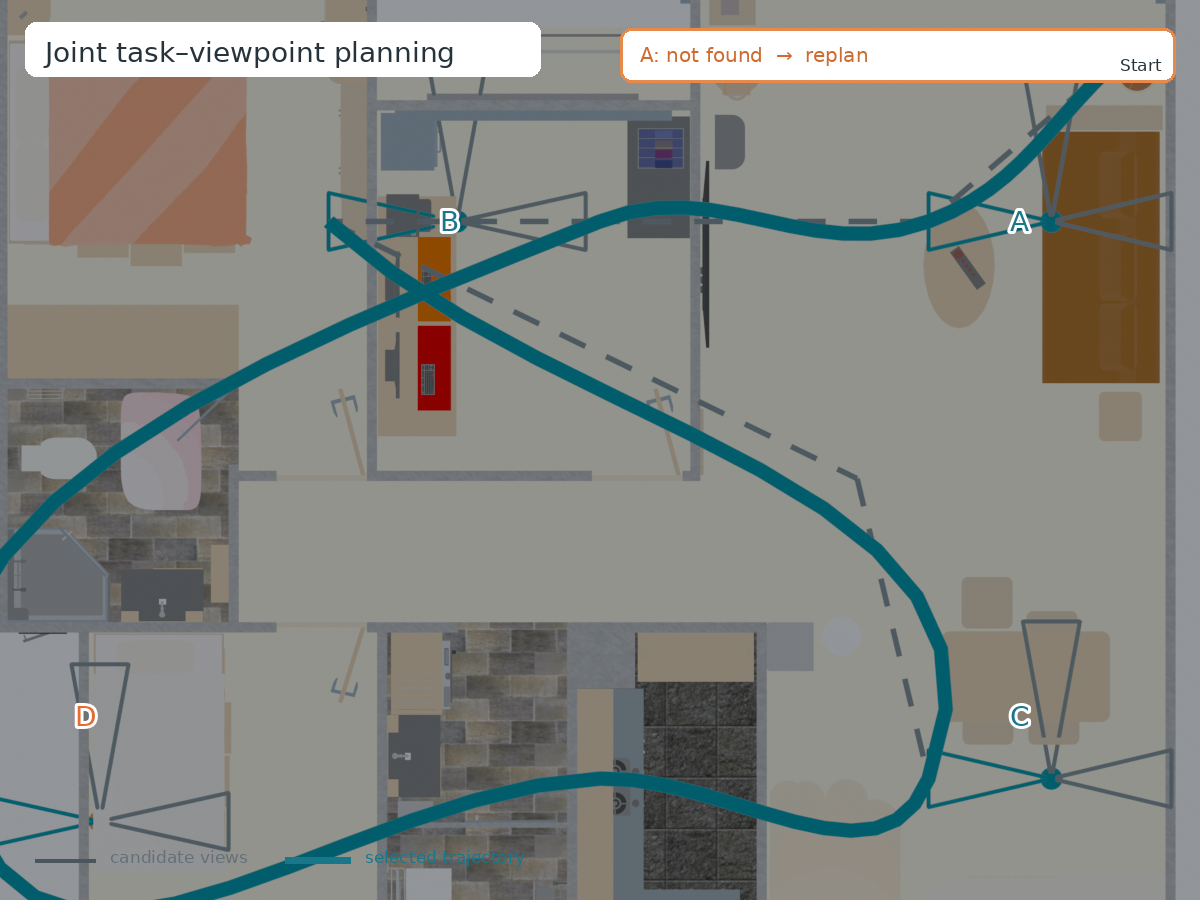 Joint task–viewpoint planning
A: not found → replan
Start
B
A
D
C
candidate views
selected trajectory